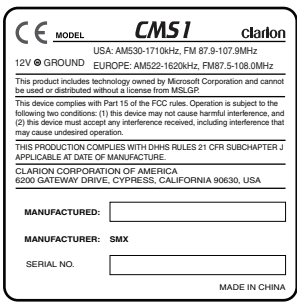 CE MODEL CMS1 clarion
USA: AM530-1710kHz, FM 87.9-107.9MHz
12V ⊖ GROUND EUROPE: AM522-1620kHz, FM87.5-108.0MHz
This product includes technology owned by Microsoft Corporation and cannot
be used or distributed without a license from MSLGP.
This device complies with Part 15 of the FCC rules. Operation is subject to the
following two conditions: (1) this device may not cause harmful interference, and
(2) this device must accept any interference received, including interference that
may cause undesired operation.
THIS PRODUCTION COMPLIES WITH DHHS RULES 21 CFR SUBCHAPTER J
APPLICABLE AT DATE OF MANUFACTURE.
CLARION CORPORATION OF AMERICA
6200 GATEWAY DRIVE, CYPRESS, CALIFORNIA 90630, USA
MANUFACTURED:
MANUFACTURER: SMX
SERIAL NO.
MADE IN CHINA